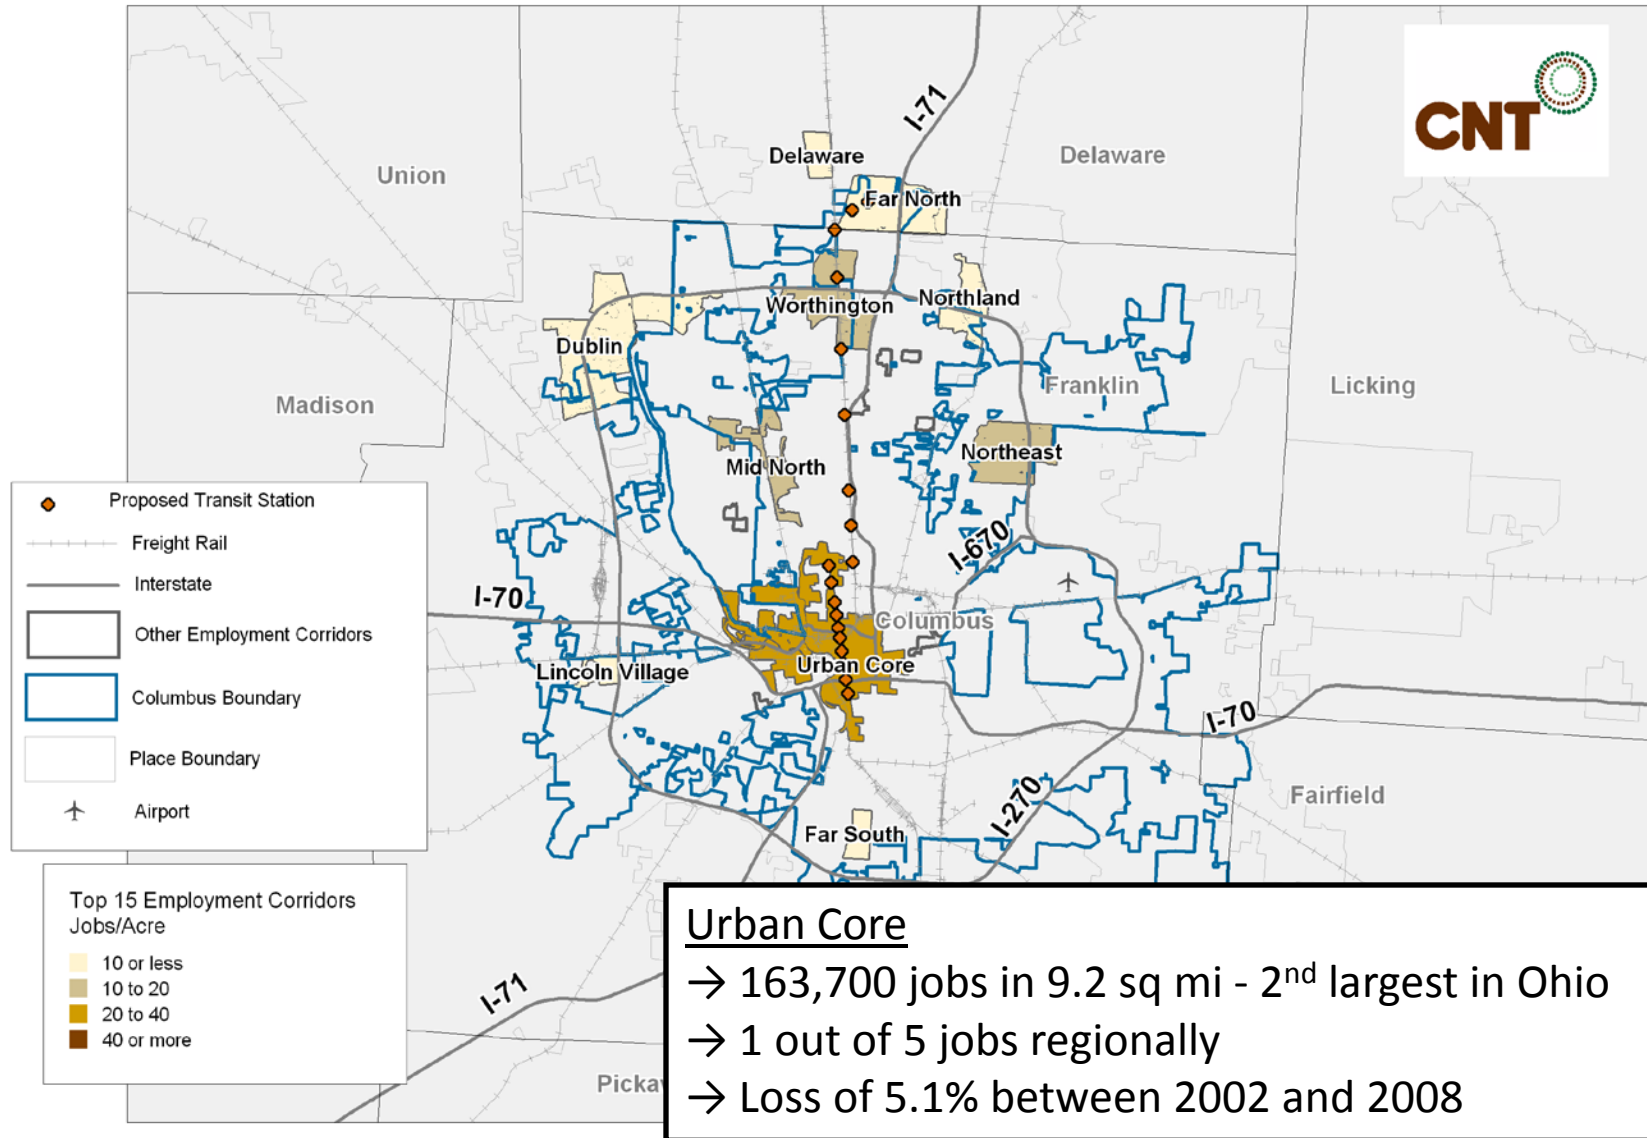 CNT
I-71
Delaware
Delaware
Union
Far North
Worthington
Northland
Dublin
Franklin
Licking
Madison
Northeast
Mid North
Proposed Transit Station
Freight Rail
Interstate
Other Employment Corridors
Columbus Boundary
Place Boundary
Airport
I-670
I-70
Columbus
Urban Core
Lincoln Village
I-70
I-270
Fairfield
Far South
Top 15 Employment Corridors
Jobs/Acre
10 or less
10 to 20
20 to 40
40 or more
I-71
Picka
Urban Core
→ 163,700 jobs in 9.2 sq mi - 2nd largest in Ohio
→ 1 out of 5 jobs regionally
→ Loss of 5.1% between 2002 and 2008